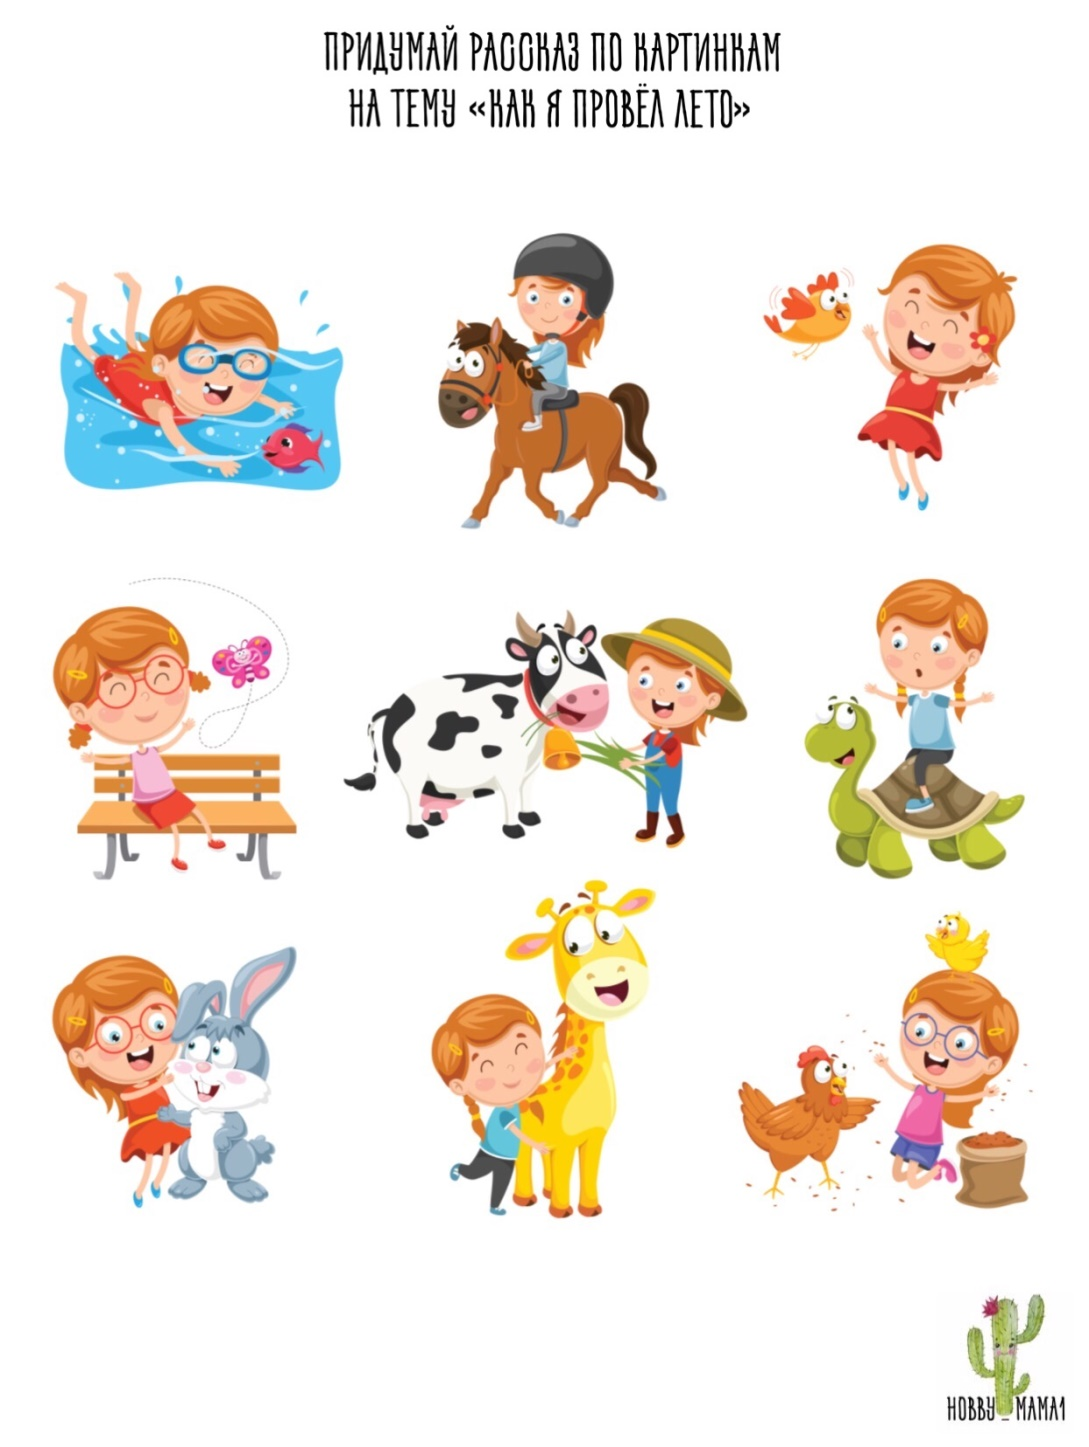 ПРИДУМАЙ РАССКАЗ ПО КАРТИНКАМ
НА ТЕМУ «КАК Я ПРОВЁЛ ЛЕТО»
HOBBY_MAMA1